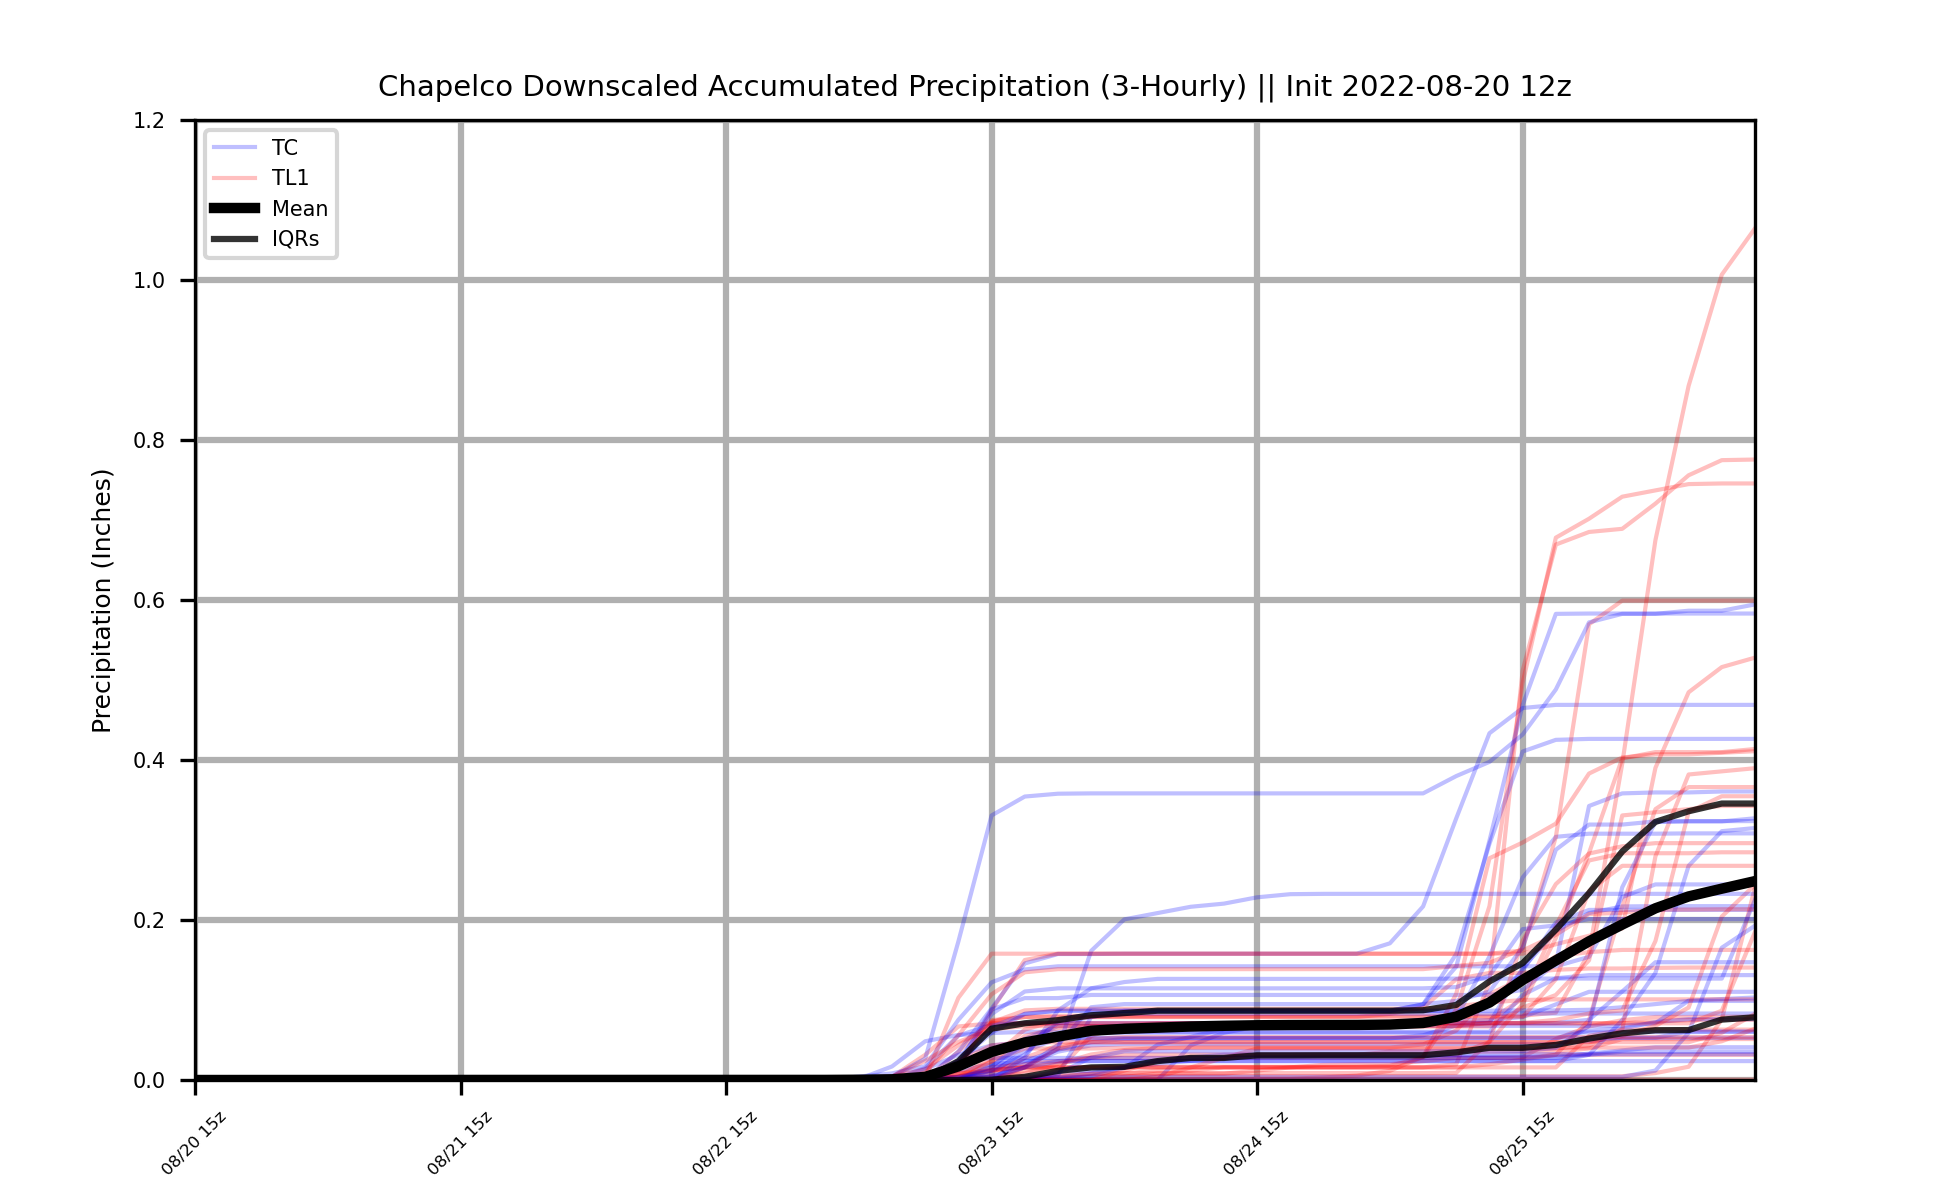 Chapelco Downscaled Accumulated Precipitation (3-Hourly) || Init 2022-08-20 12z
TC
TL1
Mean
IQRs
Precipitation (Inches)
1.2
1.0
0.8
0.6
0.4
0.2
0.0
08/20 15z
08/21 15z
08/22 15z
08/23 15z
08/24 15z
08/25 15z